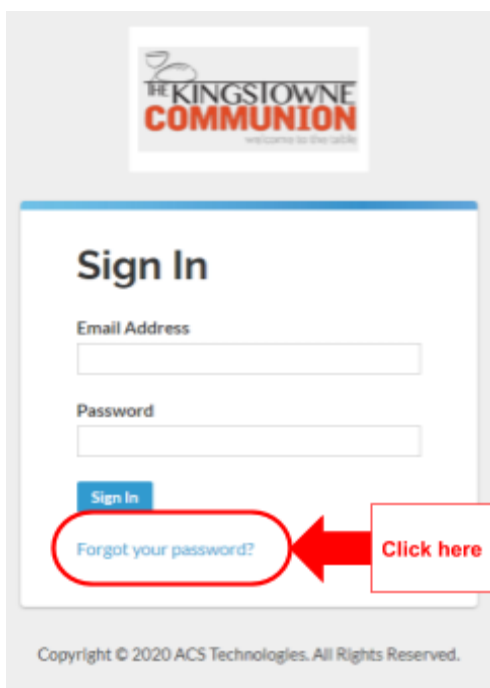 THE KINGSTOWNE
COMMUNION
welcome to the table
Sign In
Email Address
Password
Sign In
Forgot your password?
Click here
Copyright © 2020 ACS Technologies. All Rights Reserved.